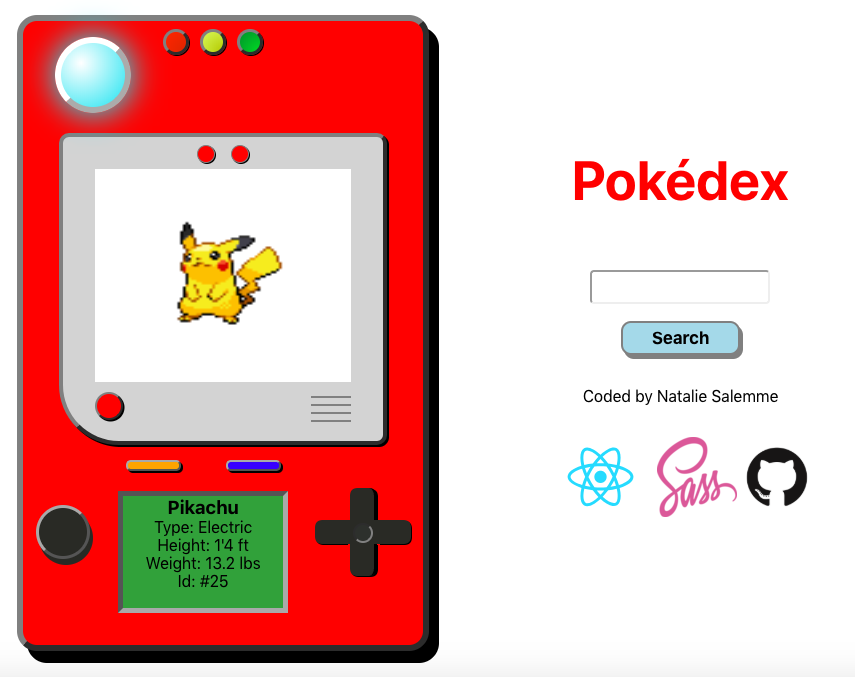 Pokédex
Search
Coded by Natalie Salemme
Sass
Pikachu
Type: Electric
Height: 1'4 ft
Weight: 13.2 lbs
Id: #25